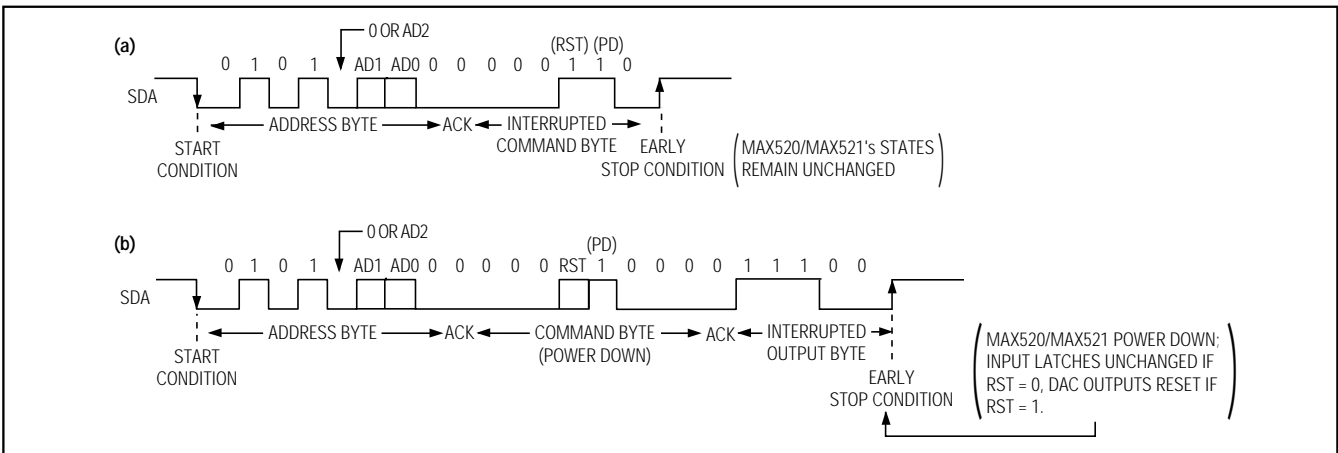 (a)
0 OR AD2
(RST) (PD)
0 1 0 1 AD1 AD0 0 0 0 0 0 1 1 0
SDA
ADDRESS BYTE ACK INTERRUPTED
COMMAND BYTE
START
CONDITION
EARLY
STOP CONDITION
(MAX520/MAX521's STATES
REMAIN UNCHANGED)
(b)
0 OR AD2
(PD)
0 1 0 1 AD1 AD0 0 0 0 0 0 RST 1 0 0 0 0 1 1 1 0 0
SDA
ADDRESS BYTE ACK COMMAND BYTE
(POWER DOWN)
ACK INTERRUPTED
OUTPUT BYTE
START
CONDITION
EARLY
STOP CONDITION
(MAX520/MAX521 POWER DOWN;
INPUT LATCHES UNCHANGED IF
RST = 0, DAC OUTPUTS RESET IF
RST = 1.)